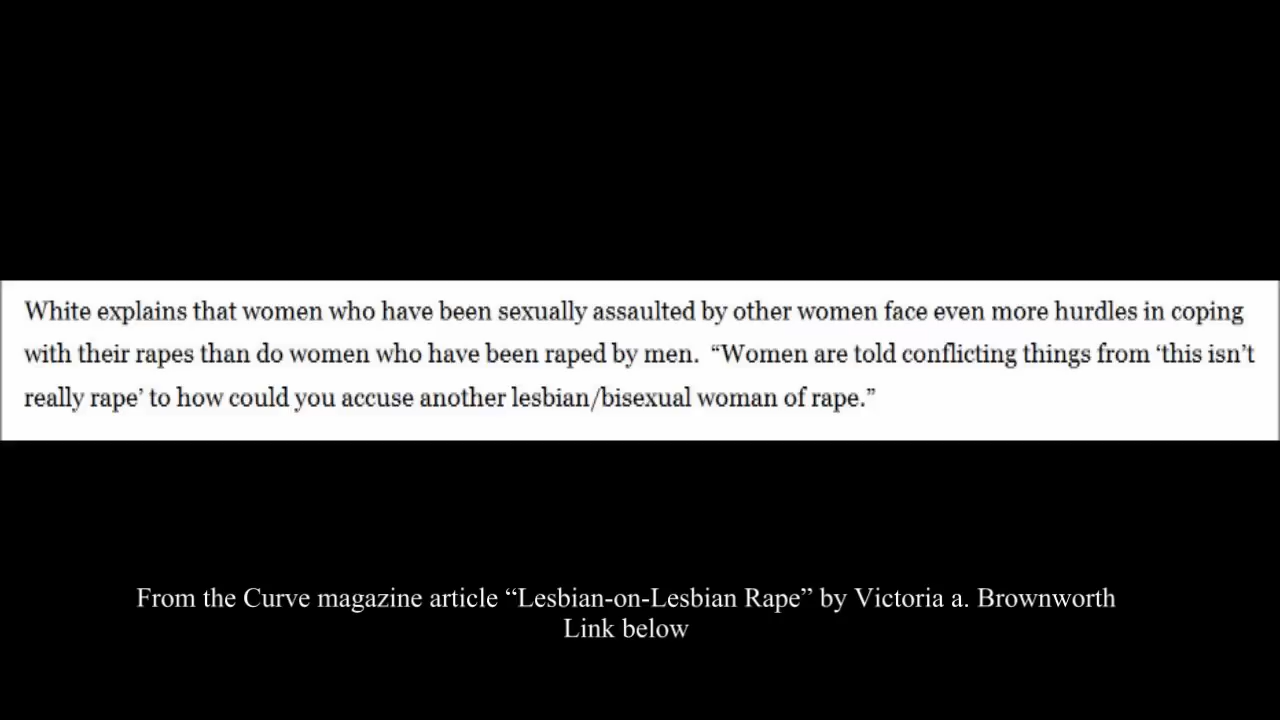 White explains that women who have been sexually assaulted by other women face even more hurdles in coping
with their rapes than do women who have been raped by men.  “Women are told conflicting things from ‘this isn’t
really rape’ to how could you accuse another lesbian/bisexual woman of rape.”
From the Curve magazine article “Lesbian-on-Lesbian Rape” by Victoria a. Brownworth
Link below